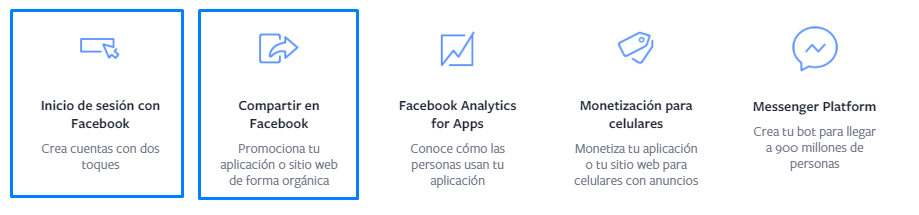 Inicio de sesión con
Facebook
Crea cuentas con dos
toques
Compartir en
Facebook
Promociona tu
aplicación o sitio web
de forma orgánica
Facebook Analytics
for Apps
Conoce cómo las
personas usan tu
aplicación
Monetización para
celulares
Monetiza tu aplicación
o tu sitio web para
celulares con anuncios
Messenger Platform
Crea tu bot para llegar
a 900 millones de
personas